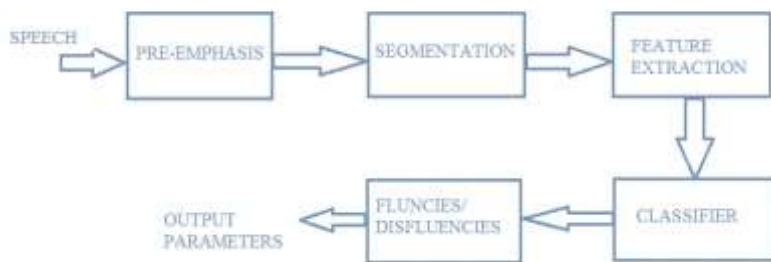 SPEECH
PRE-EMPHASIS
SEGMENTATION
FEATURE
EXTRACTION
CLASSIFIER
FLUNCIES/
DISFLUENCIES
OUTPUT
PARAMETERS